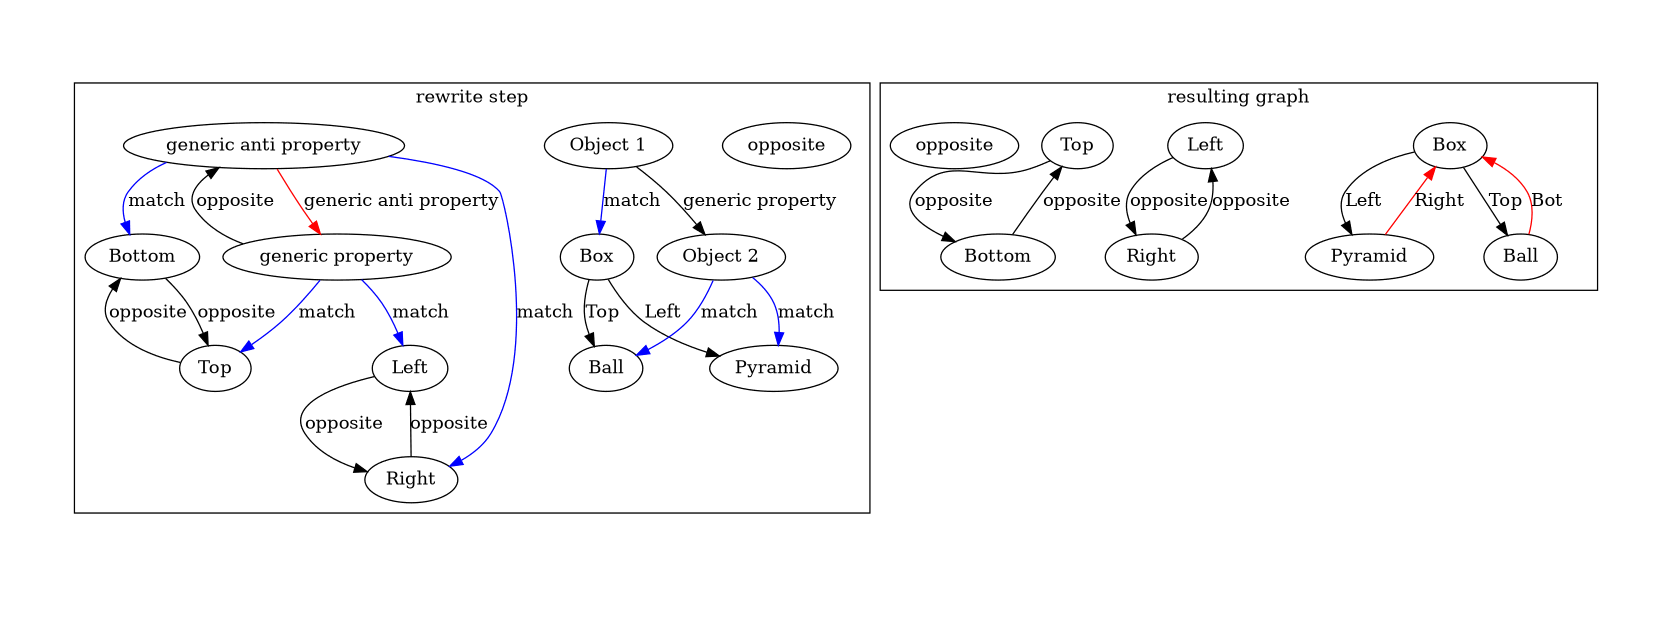 rewrite step
generic anti property
Object 1
opposite
match
opposite
generic anti property
match
match
generic property
Bottom
generic property
Box
Object 2
opposite
opposite
match
match
Top
Left
match
match
Top
Left
Ball
Pyramid
opposite
opposite
Right
resulting graph
opposite
Top
Left
Box
opposite
opposite
opposite
opposite
Left
Right
Top
Bot
Bottom
Right
Pyramid
Ball